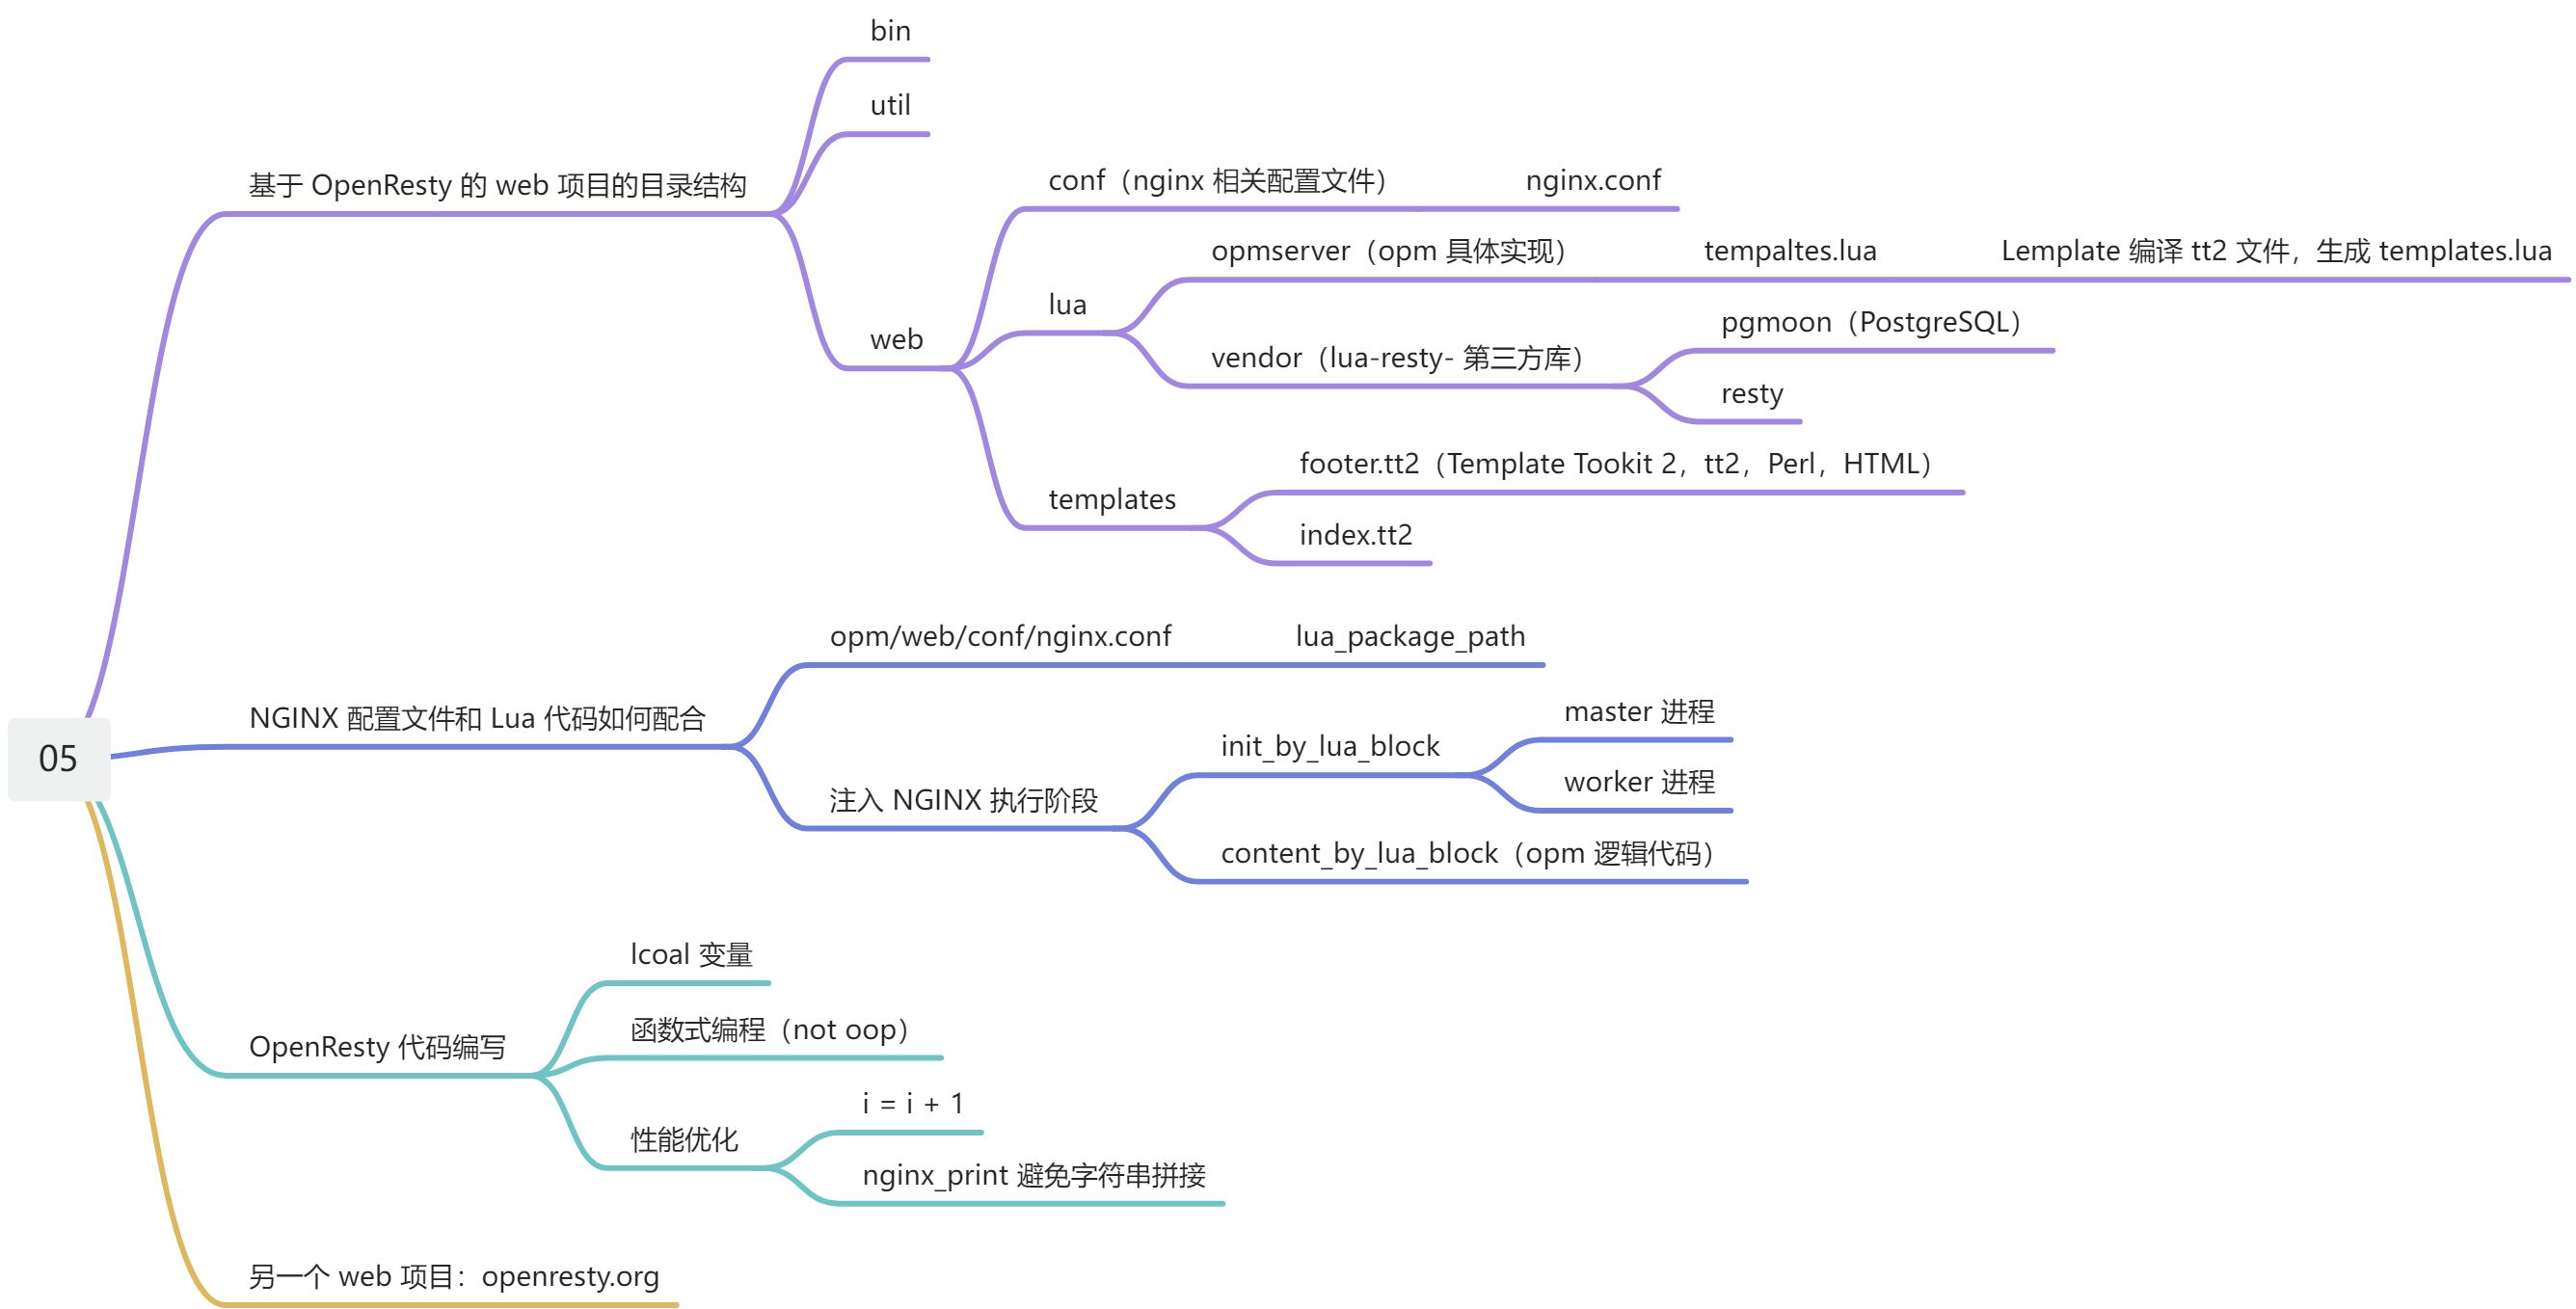 bin
util
基于 OpenResty 的 web 项目的目录结构
conf（nginx 相关配置文件）
nginx.conf
opmserver（opm 具体实现）
tempaltes.lua
Lemplate 编译 tt2 文件，生成 templates.lua
lua
pgmoon（PostgreSQL）
web
vendor（lua-resty- 第三方库）
resty
footer.tt2（Template Tookit 2，tt2，Perl，HTML）
templates
index.tt2
opm/web/conf/nginx.conf
lua_package_path
NGINX 配置文件和 Lua 代码如何配合
master 进程
init_by_lua_block
05
worker 进程
注入 NGINX 执行阶段
content_by_lua_block（opm 逻辑代码）
lcoal 变量
函数式编程（not oop）
OpenResty 代码编写
i = i + 1
性能优化
nginx_print 避免字符串拼接
另一个 web 项目：openresty.org